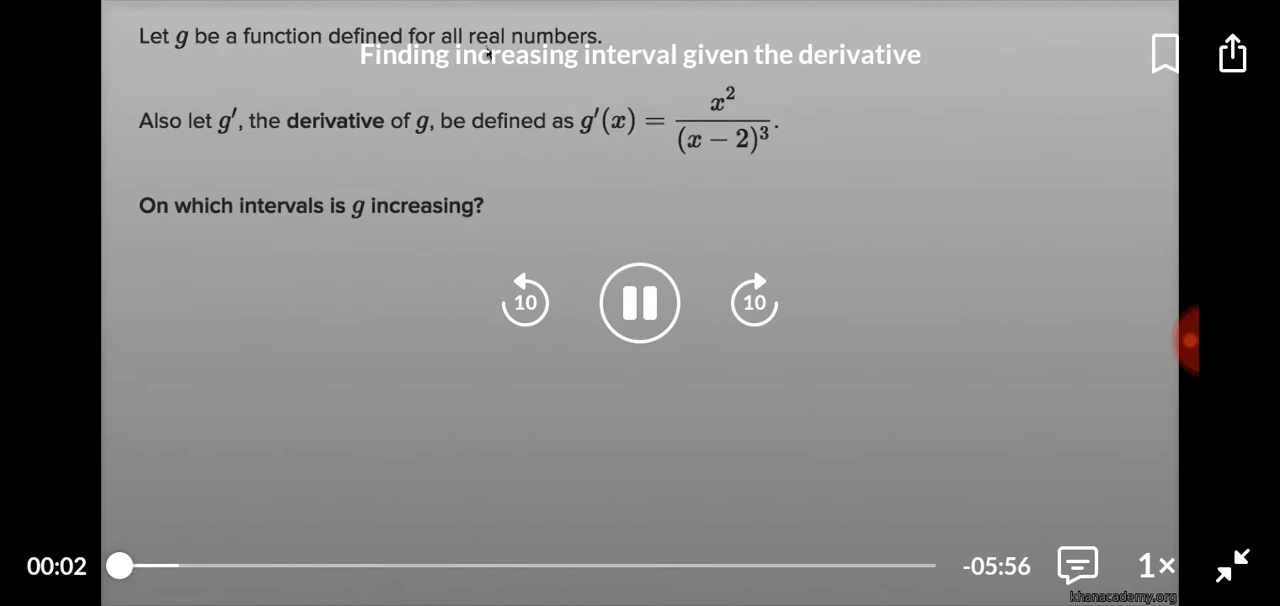 Let g be a function defined for all real numbers.
Finding increasing interval given the derivative
Also let g′, the derivative of g, be defined as g′(x) = x²/(x − 2)³.
On which intervals is g increasing?
10 10
00:02 -05:56 1×
khanacademy.org